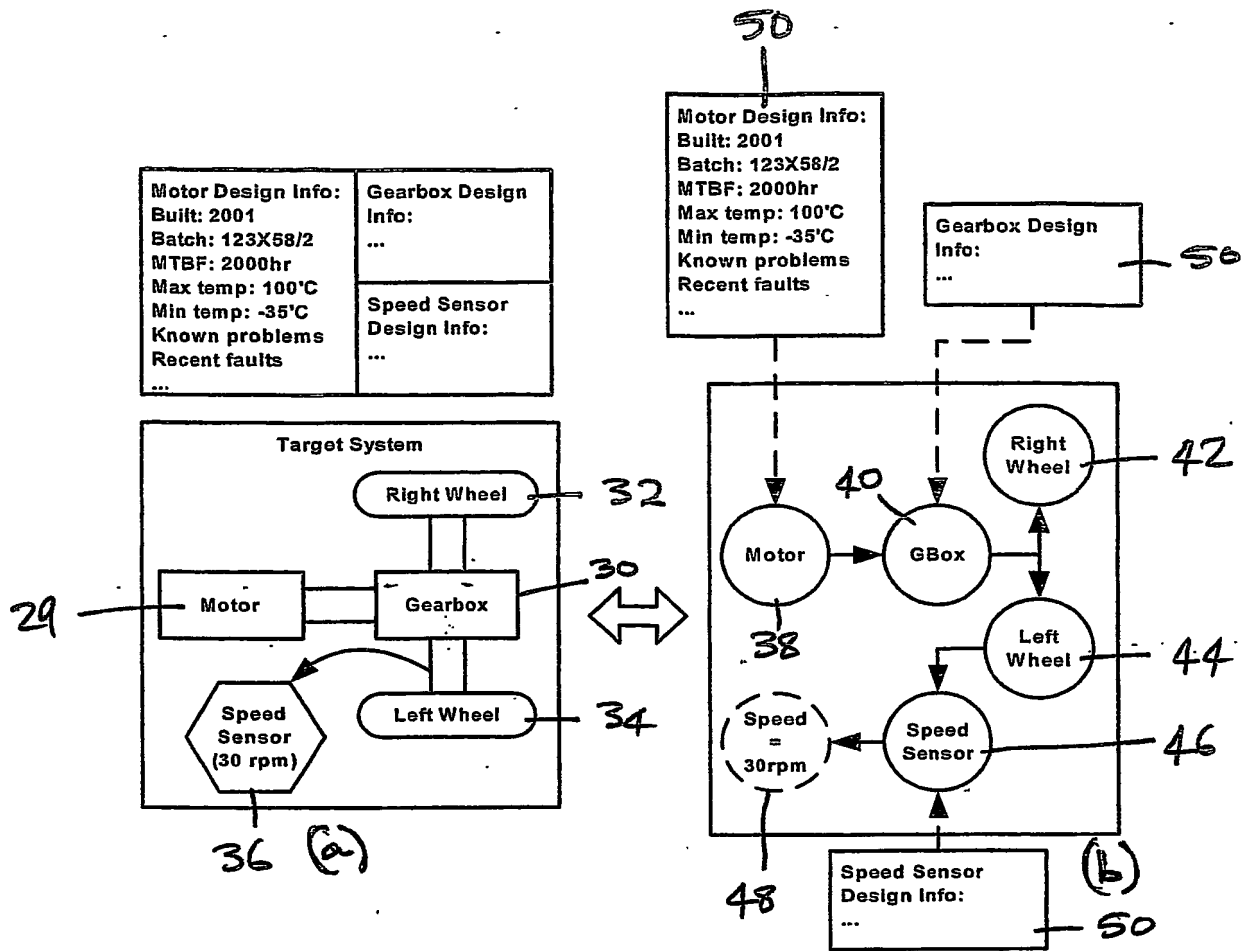 50
Motor Design Info:
Built: 2001
Batch: 123X58/2
MTBF: 2000hr
Max temp: 100'C
Min temp: -35'C
Known problems
Recent faults
...
Gearbox Design
Info:
...
Speed Sensor
Design Info:
...
Target System
Right Wheel
32
30
29
Motor
Gearbox
Speed
Sensor
(30 rpm)
Left Wheel
34
36
(a)
Motor Design Info:
Built: 2001
Batch: 123X58/2
MTBF: 2000hr
Max temp: 100'C
Min temp: -35'C
Known problems
Recent faults
...
Gearbox Design
Info:
...
50
Right
Wheel
42
40
Motor
GBox
38
Left
Wheel
44
Speed
=
30rpm
Speed
Sensor
46
48
(b)
Speed Sensor
Design Info:
...
50